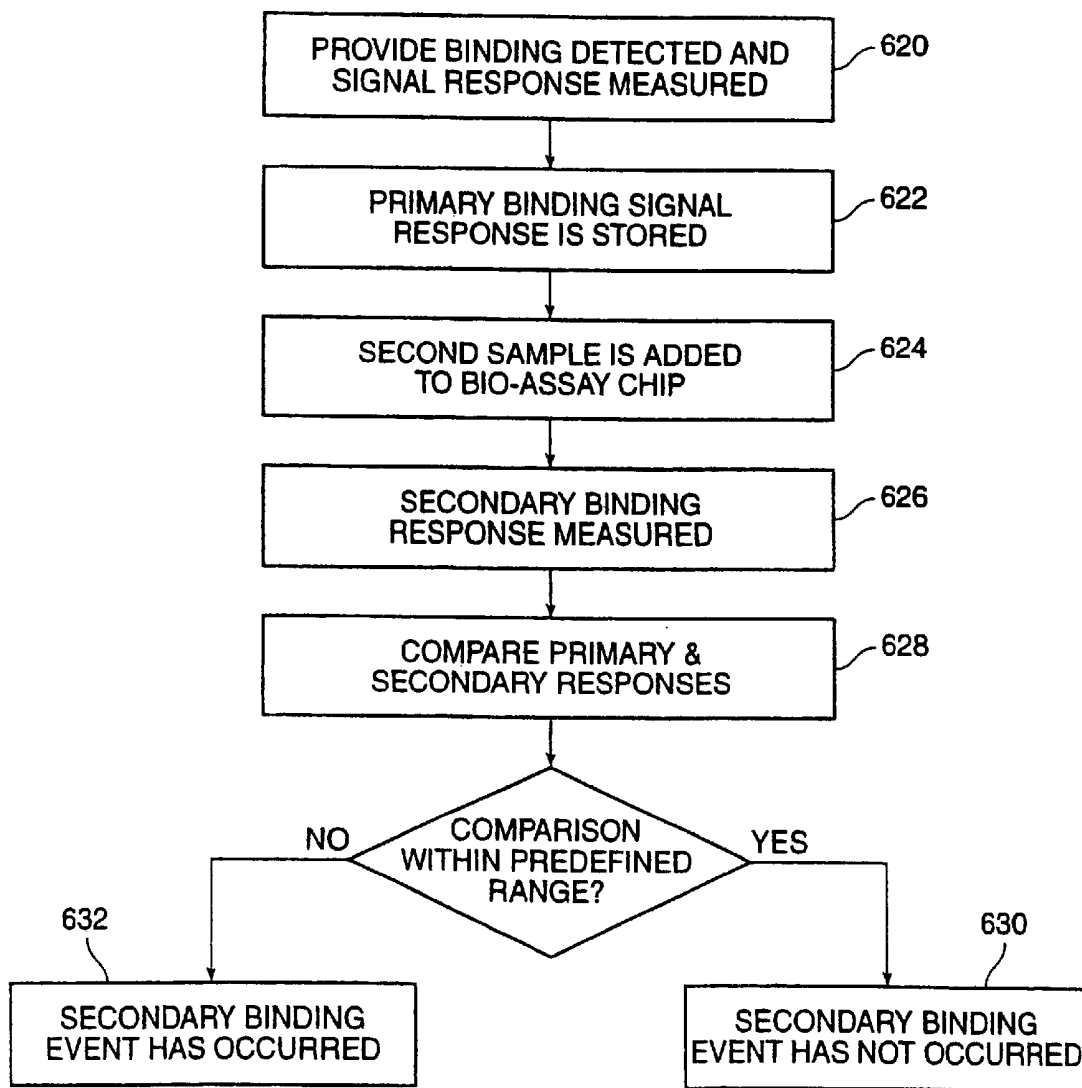 PROVIDE BINDING DETECTED AND
SIGNAL RESPONSE MEASURED
620
PRIMARY BINDING SIGNAL
RESPONSE IS STORED
622
SECOND SAMPLE IS ADDED
TO BIO-ASSAY CHIP
624
SECONDARY BINDING
RESPONSE MEASURED
626
COMPARE PRIMARY &
SECONDARY RESPONSES
628
NO
COMPARISON
WITHIN PREDEFINED
RANGE?
YES
632
SECONDARY BINDING
EVENT HAS OCCURRED
630
SECONDARY BINDING
EVENT HAS NOT OCCURRED